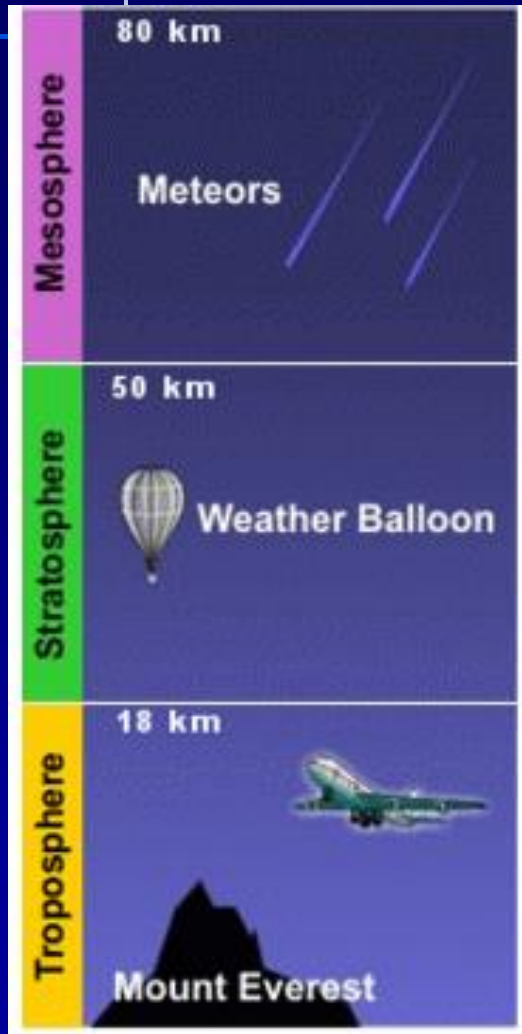 80 km
Mesosphere
Meteors
50 km
Stratosphere
Weather Balloon
18 km
Troposphere
Mount Everest